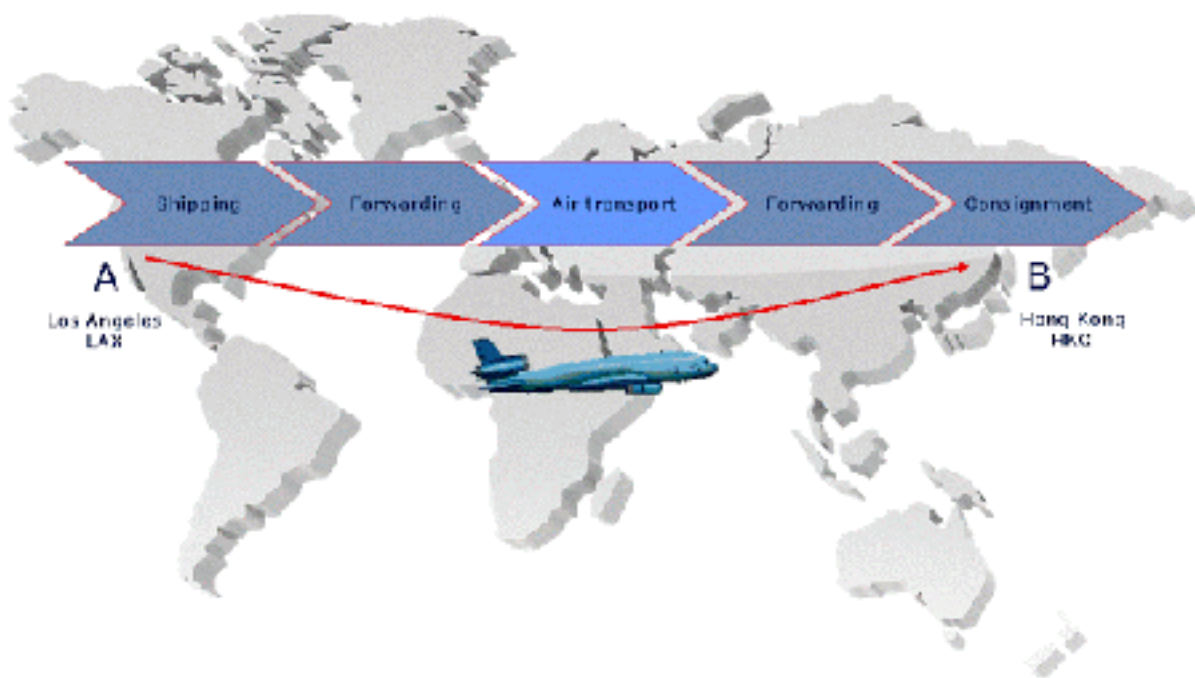 Shipping
Forwarding
Air transport
Forwarding
Consignment
A
B
Los Angeles
LAX
Hong Kong
HKG